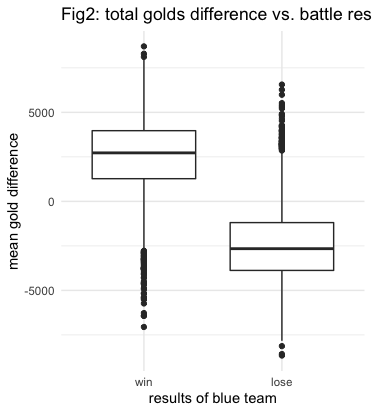 Fig2: total golds difference vs. battle res
5000
0
-5000
mean gold difference
win
lose
results of blue team